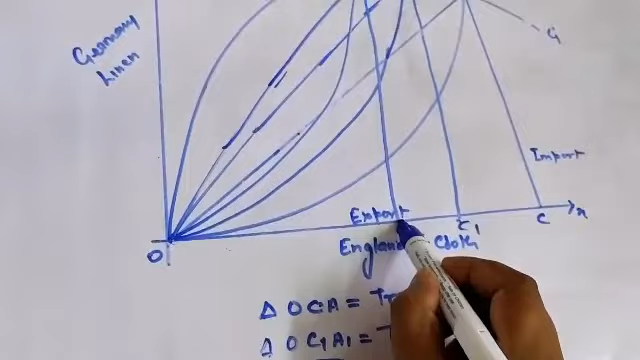 Germany
Linen
G
Import
Export
C1
C
x
O
England Cloth
Δ OCA =
Δ OC1A1 =